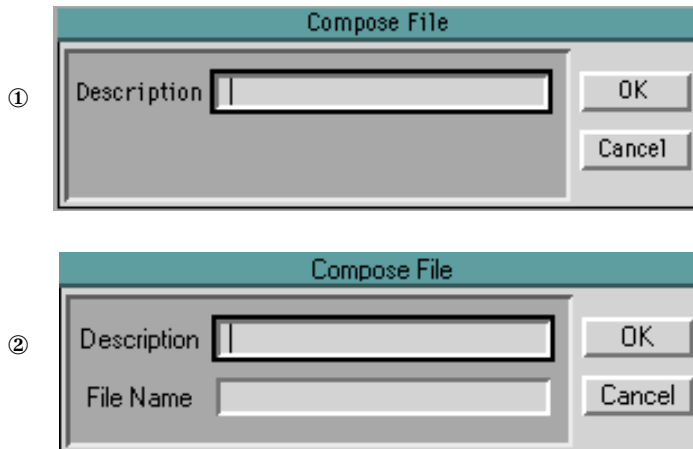 Compose File
① Description OK
Cancel
Compose File
② Description OK
File Name Cancel